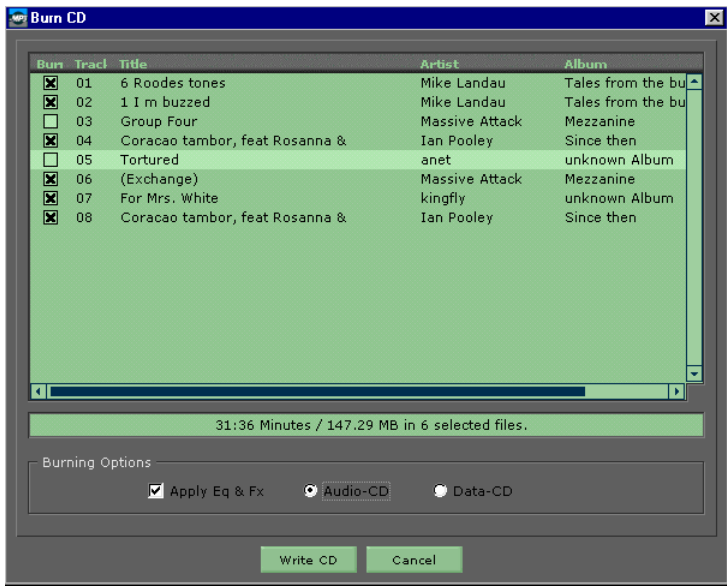 Burn CD
Burn Track Title Artist Album
01 6 Roodes tones Mike Landau Tales from the bu
02 1 I m buzzed Mike Landau Tales from the bu
03 Group Four Massive Attack Mezzanine
04 Coracao tambor, feat Rosanna & Ian Pooley Since then
05 Tortured anet unknown Album
06 (Exchange) Massive Attack Mezzanine
07 For Mrs. White kingfly unknown Album
08 Coracao tambor, feat Rosanna & Ian Pooley Since then
31:36 Minutes / 147.29 MB in 6 selected files.
Burning Options
Apply Eq & Fx Audio-CD Data-CD
Write CD Cancel